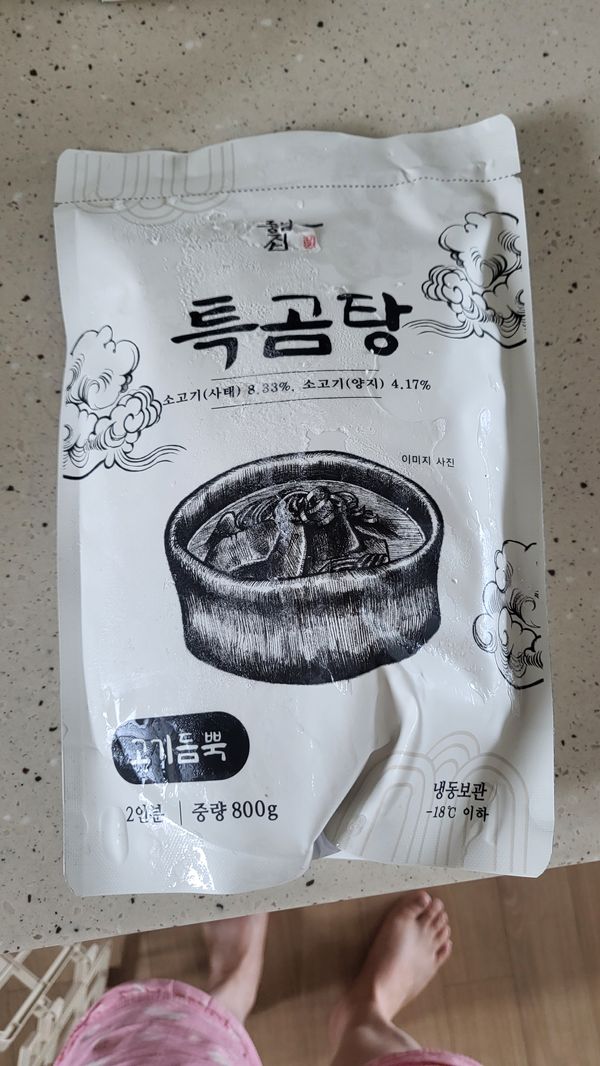 특곰탕
소고기(사태) 8.33%, 소고기(양지) 4.17%
이미지 사진
고기듬뿍
2인분 | 중량 800g
냉동보관
-18℃ 이하